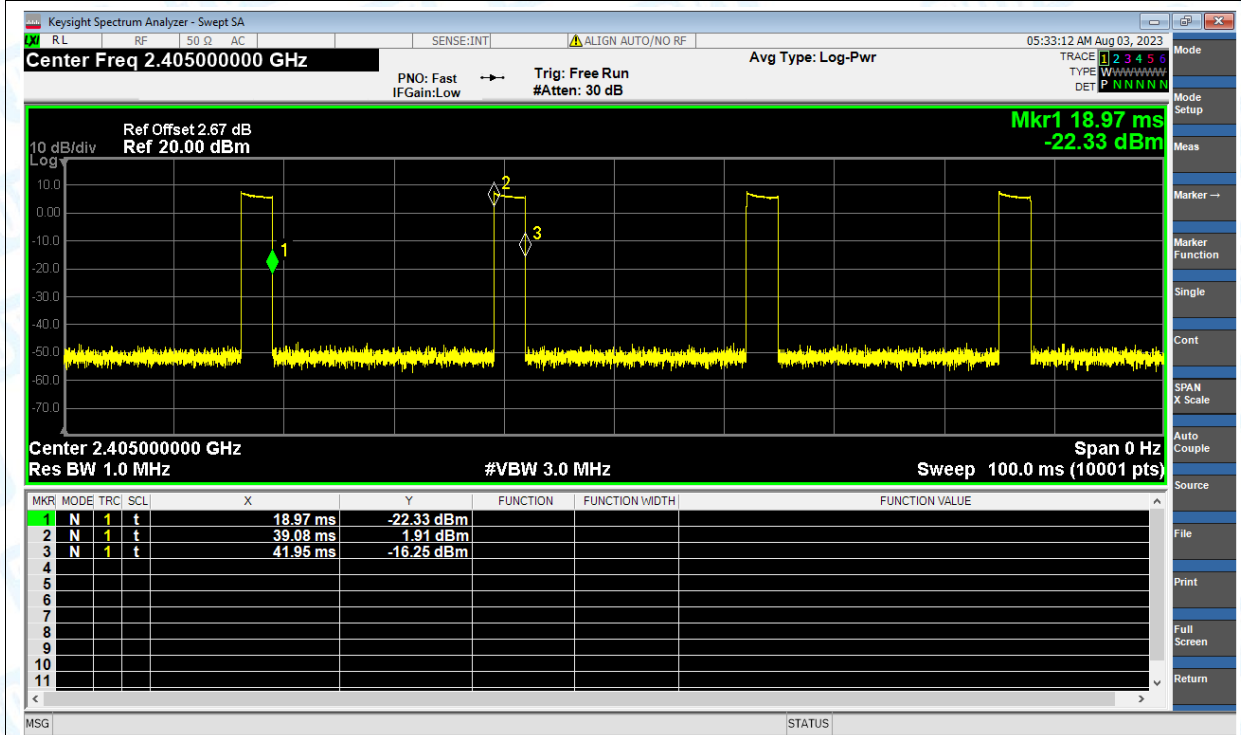 Keysight Spectrum Analyzer - Swept SA
LXI RL RF 50 Ω AC SENSE:INT ALIGN AUTO/NO RF 05:33:12 AM Aug 03, 2023
Center Freq 2.405000000 GHz
PNO: Fast
IFGain:Low
Trig: Free Run
#Atten: 30 dB
Avg Type: Log-Pwr
TRACE 1 2 3 4 5 6
TYPE WWWWWW
DET P N N N N N
Mkr1 18.97 ms
-22.33 dBm
Ref Offset 2.67 dB
10 dB/div Ref 20.00 dBm
Log
10.0
0.00
-10.0
-20.0
-30.0
-40.0
-50.0
-60.0
-70.0
1
2
3
Center 2.405000000 GHz Span 0 Hz
Res BW 1.0 MHz #VBW 3.0 MHz Sweep 100.0 ms (10001 pts)
MKR MODE TRC SCL X Y FUNCTION FUNCTION WIDTH FUNCTION VALUE
1 N 1 t 18.97 ms -22.33 dBm
2 N 1 t 39.08 ms 1.91 dBm
3 N 1 t 41.95 ms -16.25 dBm
4
5
6
7
8
9
10
11
MSG STATUS
Mode
Mode
Setup
Meas
Marker →
Marker
Function
Single
Cont
SPAN
X Scale
Auto
Couple
Source
File
Print
Full
Screen
Return